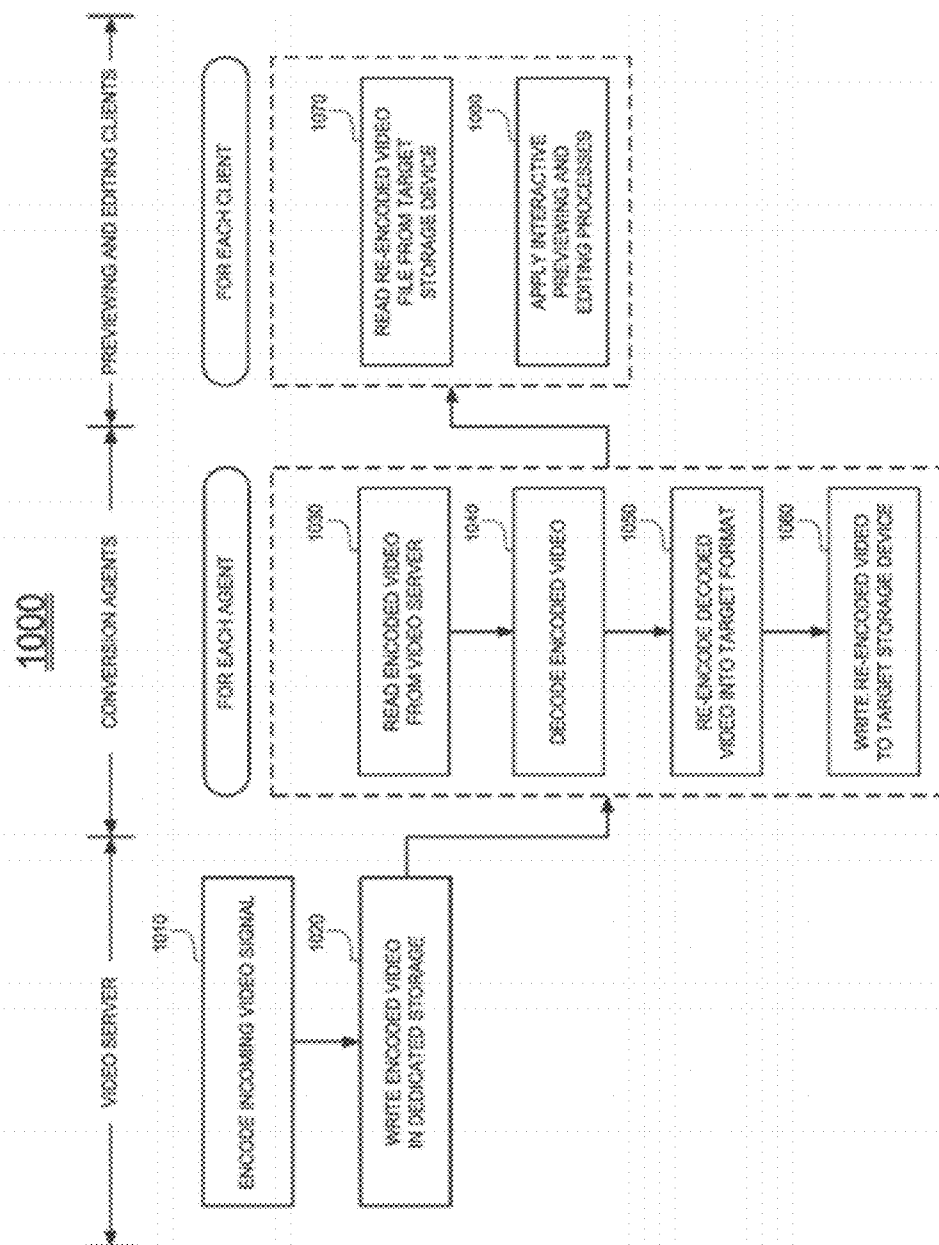 1000
VIDEO SERVER
CONVERSION AGENTS
PREVIEWING AND EDITING CLIENTS
1010
ENCODE INCOMING VIDEO SIGNAL
1020
WRITE ENCODED VIDEO
IN DEDICATED STORAGE
FOR EACH AGENT
1030
READ ENCODED VIDEO
FROM VIDEO SERVER
1040
DECODE ENCODED VIDEO
1050
RE-ENCODE DECODED
VIDEO INTO TARGET FORMAT
1060
WRITE RE-ENCODED VIDEO
TO TARGET STORAGE DEVICE
FOR EACH CLIENT
1070
READ RE-ENCODED VIDEO
FILE FROM TARGET
STORAGE DEVICE
1080
APPLY INTERACTIVE
PREVIEWING AND
EDITING PROCESSES